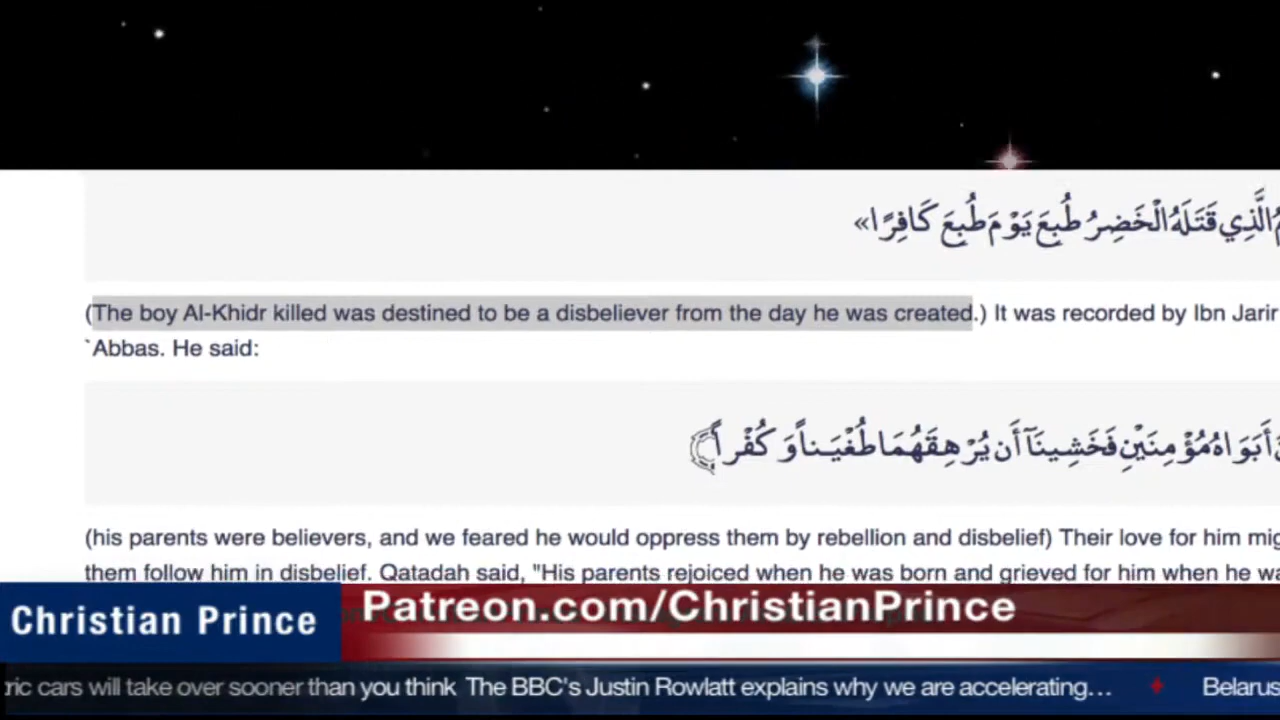 الَّذِي قَتَلَهُ الْخَضِرُ طُبِعَ يَوْمَ طُبِعَ كَافِرًا»
(The boy Al-Khidr killed was destined to be a disbeliever from the day he was created.) It was recorded by Ibn Jarir
`Abbas. He said:
أَبَوَاهُ مُؤْمِنَيْنِ فَخَشِينَآ أَن يُرْهِقَهُمَا طُغْيَـناً وَكُفْراً
(his parents were believers, and we feared he would oppress them by rebellion and disbelief) Their love for him
them follow him in disbelief. Qatadah said, "His parents rejoiced when he was born and grieved for him when he
Christian Prince
Patreon.com/ChristianPrince
cars will take over sooner than you think The BBC's Justin Rowlatt explains why we are accelerating... Belarus